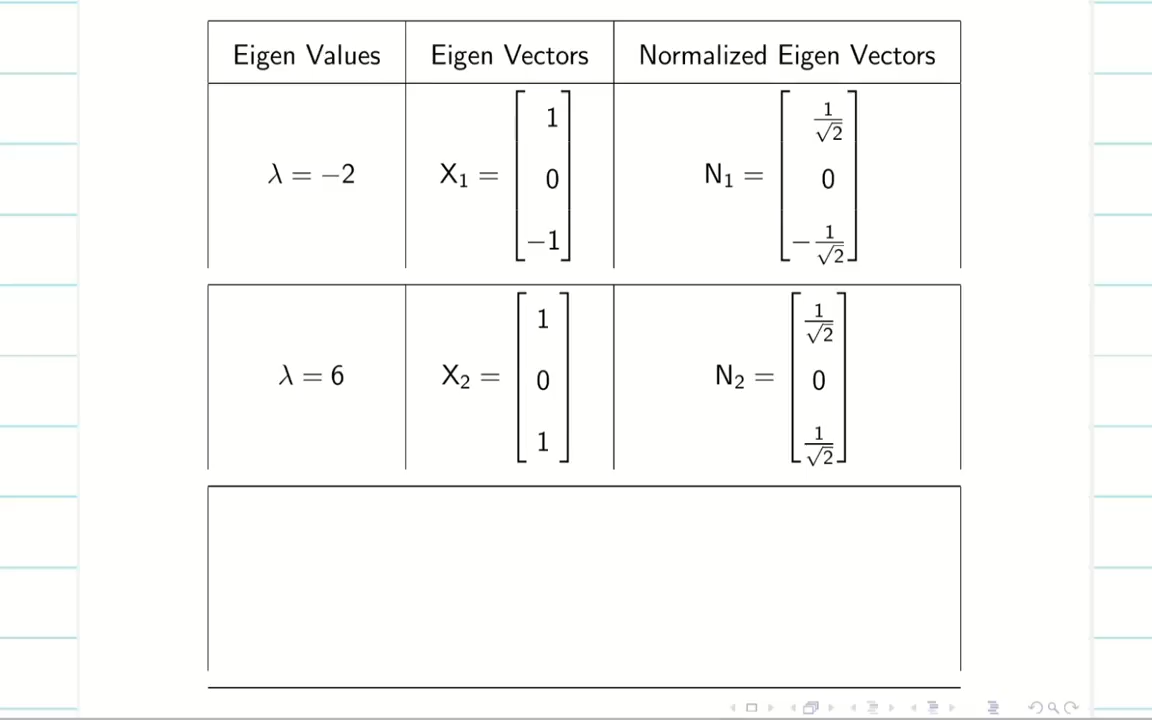 Eigen Values Eigen Vectors Normalized Eigen Vectors
λ = −2 X₁ = [1 0 −1] N₁ = [1/√2 0 −1/√2]
λ = 6 X₂ = [1 0 1] N₂ = [1/√2 0 1/√2]